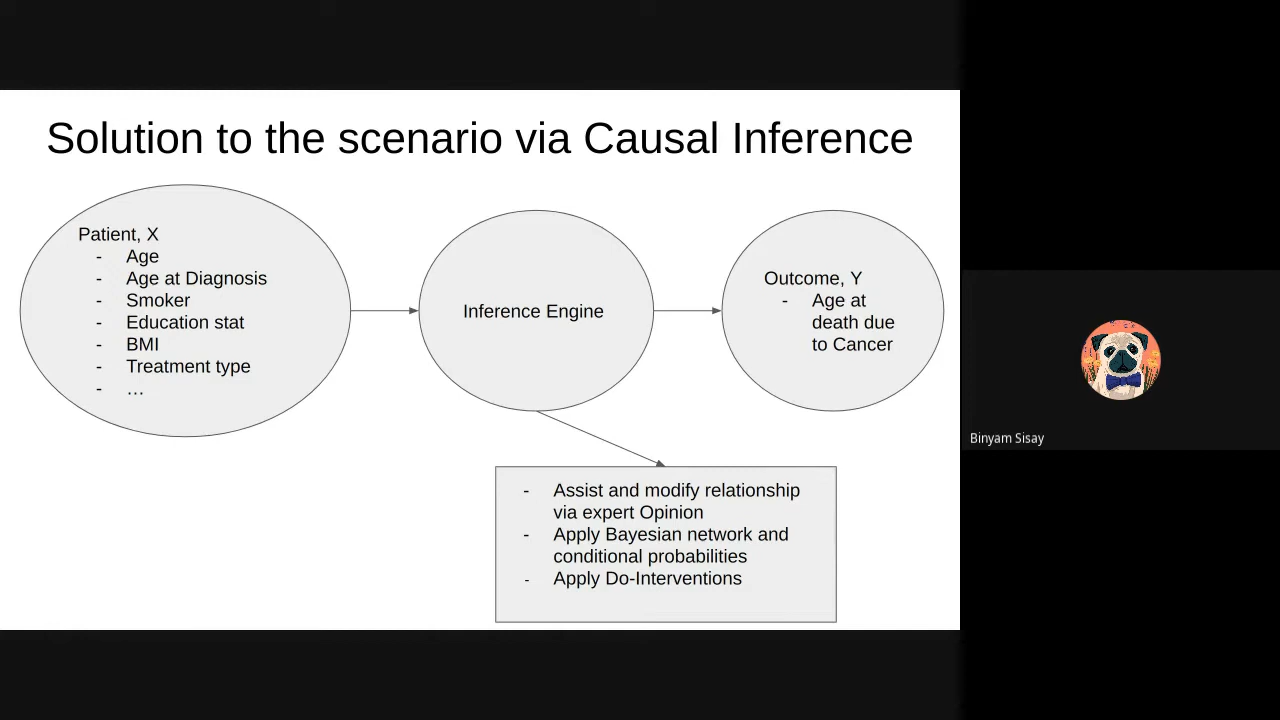 Solution to the scenario via Causal Inference
Patient, X
- Age
- Age at Diagnosis
- Smoker
- Education stat
- BMI
- Treatment type
- …
Inference Engine
Outcome, Y
- Age at
death due
to Cancer
- Assist and modify relationship
via expert Opinion
- Apply Bayesian network and
conditional probabilities
- Apply Do-Interventions
Binyam Sisay